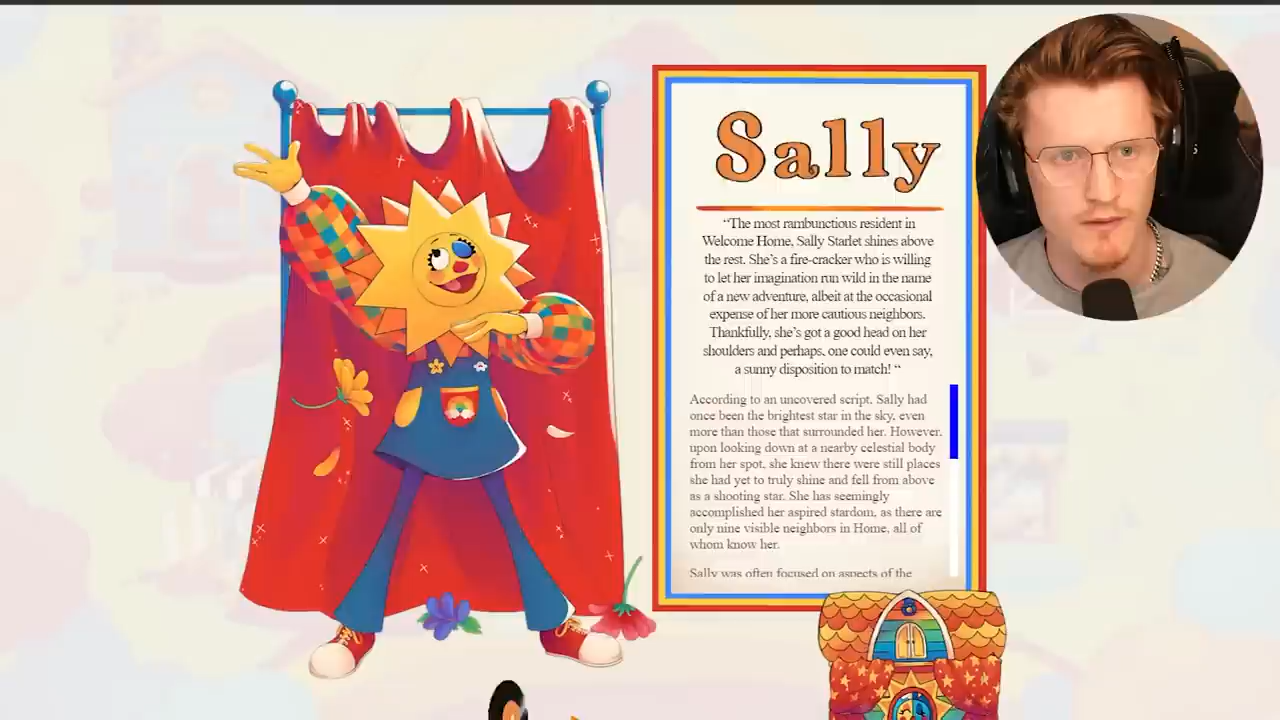 Sally
“The most rambunctious resident in
Welcome Home, Sally Starlet shines above
the rest. She’s a fire-cracker who is willing
to let her imagination run wild in the name
of a new adventure, albeit at the occasional
expense of her more cautious neighbors.
Thankfully, she’s got a good head on her
shoulders and perhaps, one could even say,
a sunny disposition to match! “
According to an uncovered script, Sally had
once been the brightest star in the sky, even
more than those that surrounded her. However,
upon looking down at a nearby celestial body
from her spot, she knew there were still places
she had yet to truly shine and fell from above
as a shooting star. She has seemingly
accomplished her aspired stardom, as there are
only nine visible neighbors in Home, all of
whom know her.
Sally was often focused on aspects of the